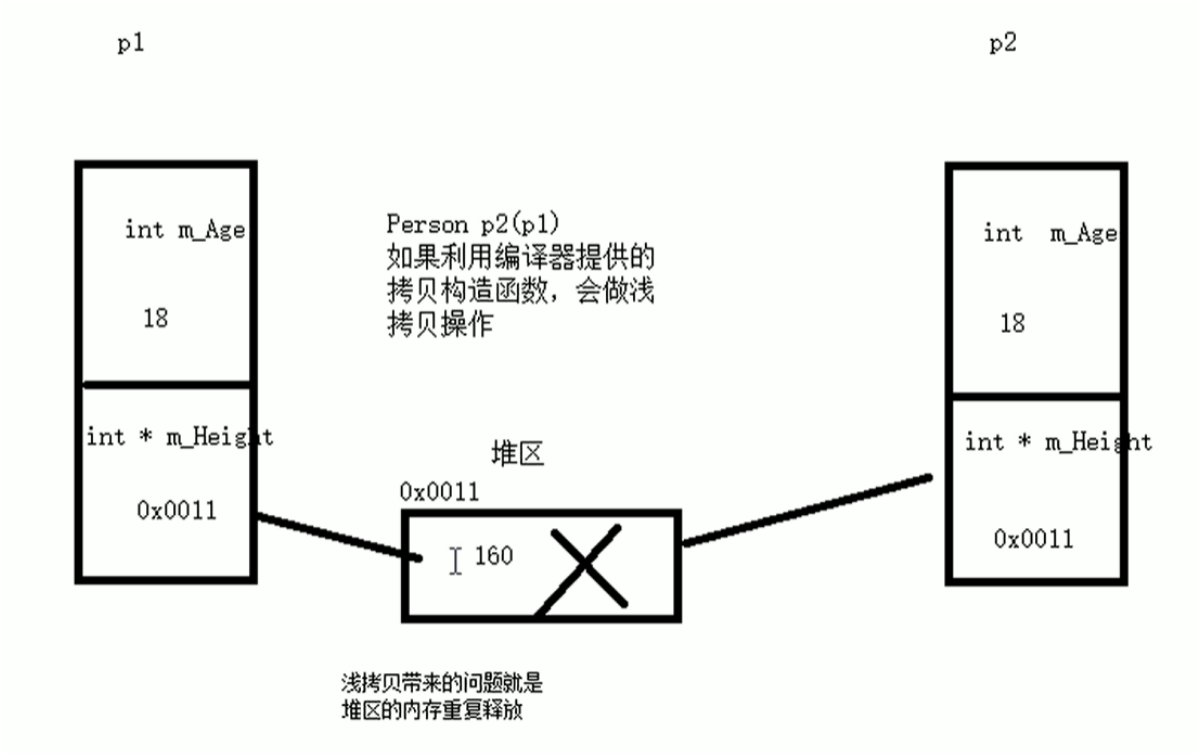 p1
p2
int m_Age
18
int * m_Height
0x0011
Person p2(p1)
如果利用编译器提供的
拷贝构造函数，会做浅
拷贝操作
堆区
0x0011
160
浅拷贝带来的问题就是
堆区的内存重复释放
int  m_Age
18
int * m_Height
0x0011